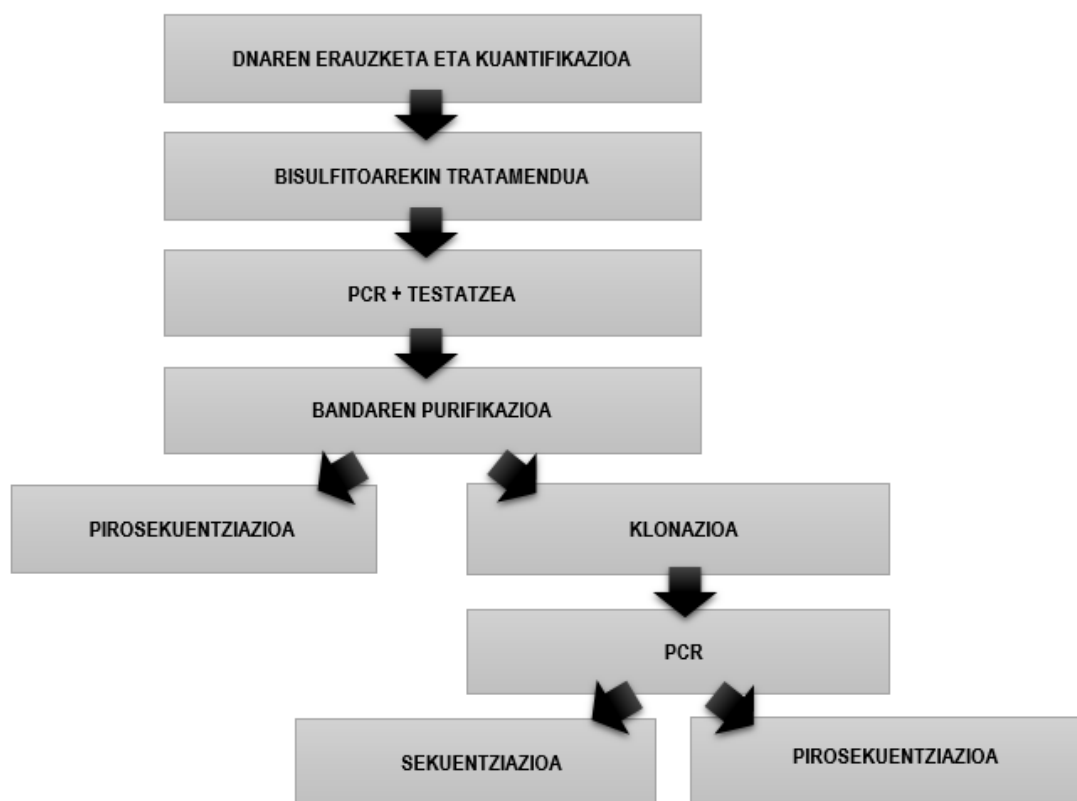 DNAREN ERAUZKETA ETA KUANTIFIKAZIOA
BISULFITOAREKIN TRATAMENDUA
PCR + TESTATZEA
BANDAREN PURIFIKAZIOA
PIROSEKUENTZIAZIOA
KLONAZIOA
PCR
SEKUENTZIAZIOA
PIROSEKUENTZIAZIOA